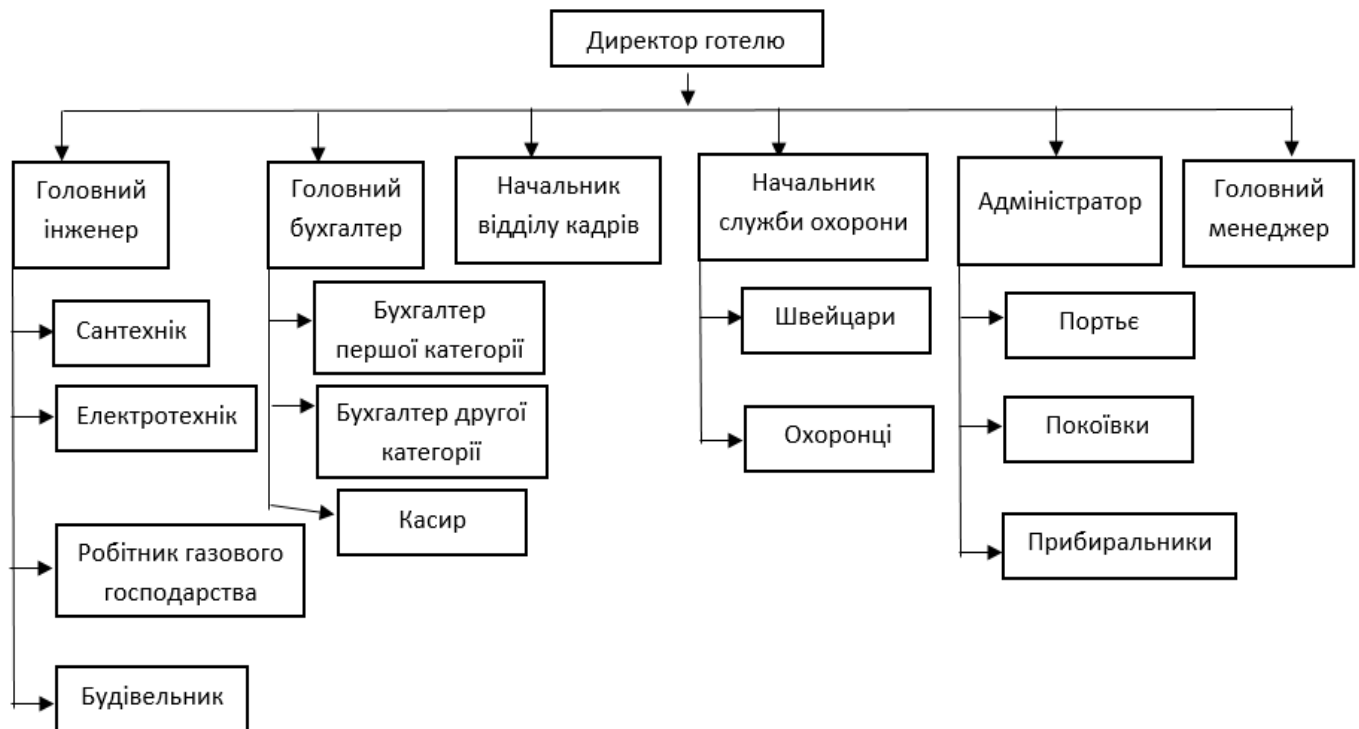 Директор готелю
Головний
інженер
Головний
бухгалтер
Начальник
відділу кадрів
Начальник
служби охорони
Адміністратор
Головний
менеджер
Сантехнік
Електротехнік
Робітник газового
господарства
Будівельник
Бухгалтер
першої категорії
Бухгалтер другої
категорії
Касир
Швейцари
Охоронці
Портьє
Покоївки
Прибиральники